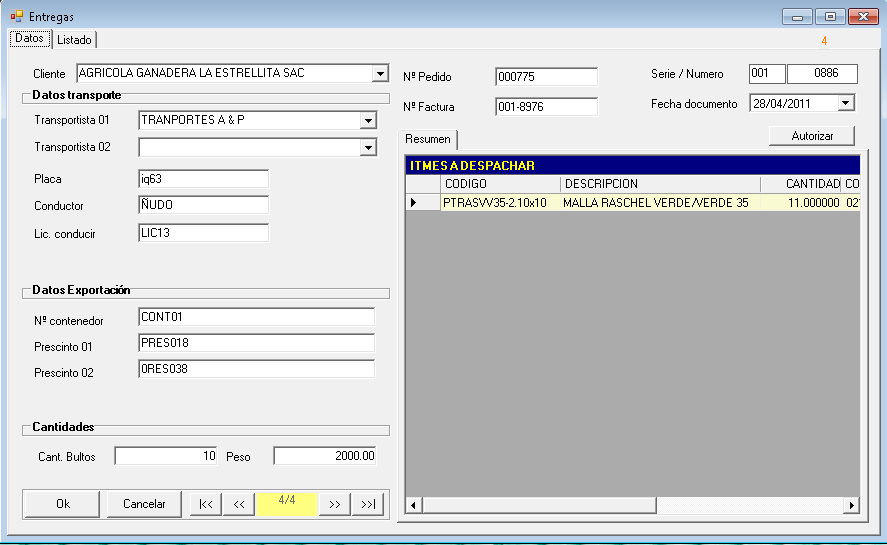 Entregas
Datos Listado
4
Cliente AGRICOLA GANADERA LA ESTRELLITA SAC
Datos transporte
Transportista 01 TRANPORTES A & P
Transportista 02
Placa iq63
Conductor ÑUDO
Lic. conducir LIC13
Datos Exportación
Nº contenedor CONT01
Prescinto 01 PRES018
Prescinto 02 0RES038
Cantidades
Cant. Bultos 10 Peso 2000.00
Ok Cancelar |<< << 4/4 >> >>|
Nº Pedido 000775
Serie / Numero 001 0886
Nº Factura 001-8976
Fecha documento 28/04/2011
Autorizar
Resumen
ITMES A DESPACHAR
CODIGO DESCRIPCION CANTIDAD CO
PTRASVV35-2.10x10 MALLA RASCHEL VERDE/VERDE 35 11.000000 02